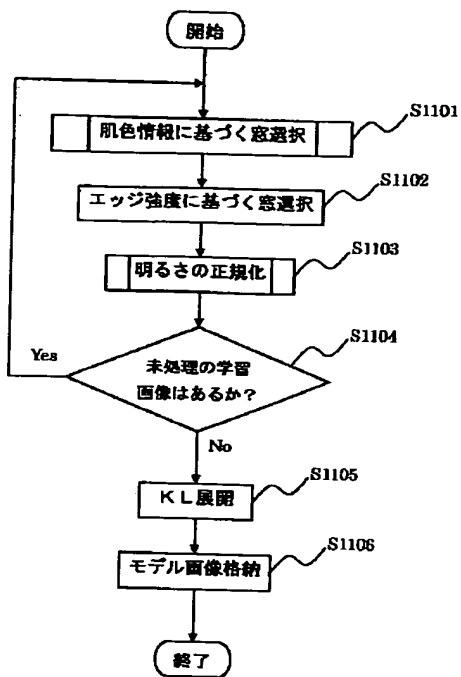 開始
S1101
肌色情報に基づく窓選択
S1102
エッジ強度に基づく窓選択
S1103
明るさの正規化
S1104
Yes
未処理の学習
画像はあるか?
No
S1105
KL展開
S1106
モデル画像格納
終了